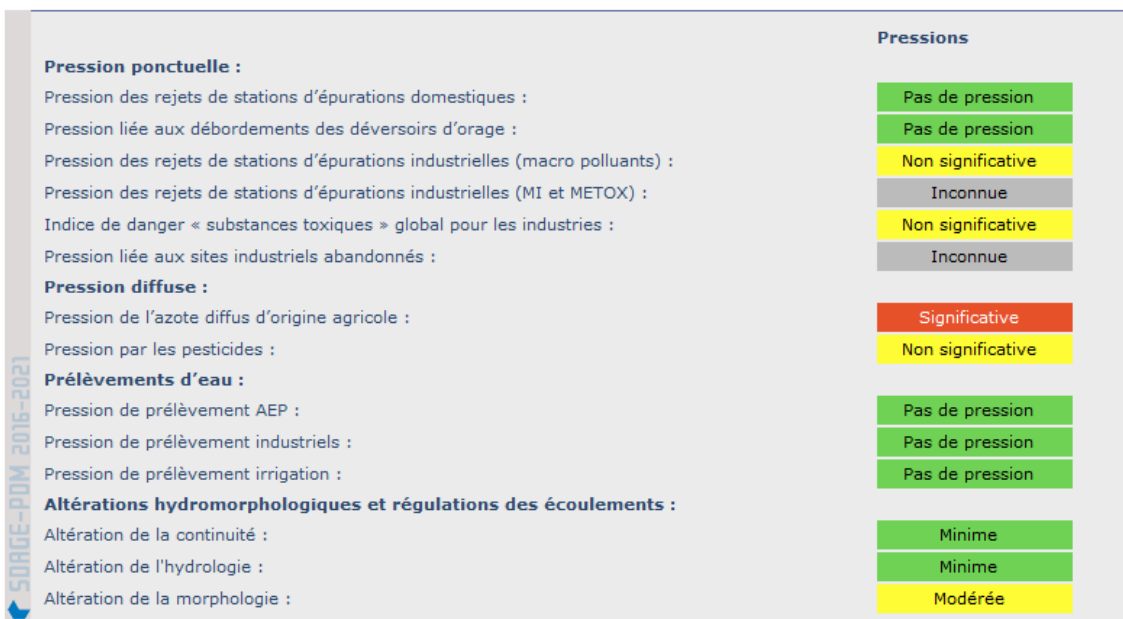 Pressions
Pression ponctuelle :
Pression des rejets de stations d’épurations domestiques : Pas de pression
Pression liée aux débordements des déversoirs d’orage : Pas de pression
Pression des rejets de stations d’épurations industrielles (macro polluants) : Non significative
Pression des rejets de stations d’épurations industrielles (MI et METOX) : Inconnue
Indice de danger « substances toxiques » global pour les industries : Non significative
Pression liée aux sites industriels abandonnés : Inconnue
Pression diffuse :
Pression de l’azote diffus d’origine agricole : Significative
Pression par les pesticides : Non significative
Prélèvements d’eau :
Pression de prélèvement AEP : Pas de pression
Pression de prélèvement industriels : Pas de pression
Pression de prélèvement irrigation : Pas de pression
Altérations hydromorphologiques et régulations des écoulements :
Altération de la continuité : Minime
Altération de l'hydrologie : Minime
Altération de la morphologie : Modérée
SDAGE-PDM 2016-2021